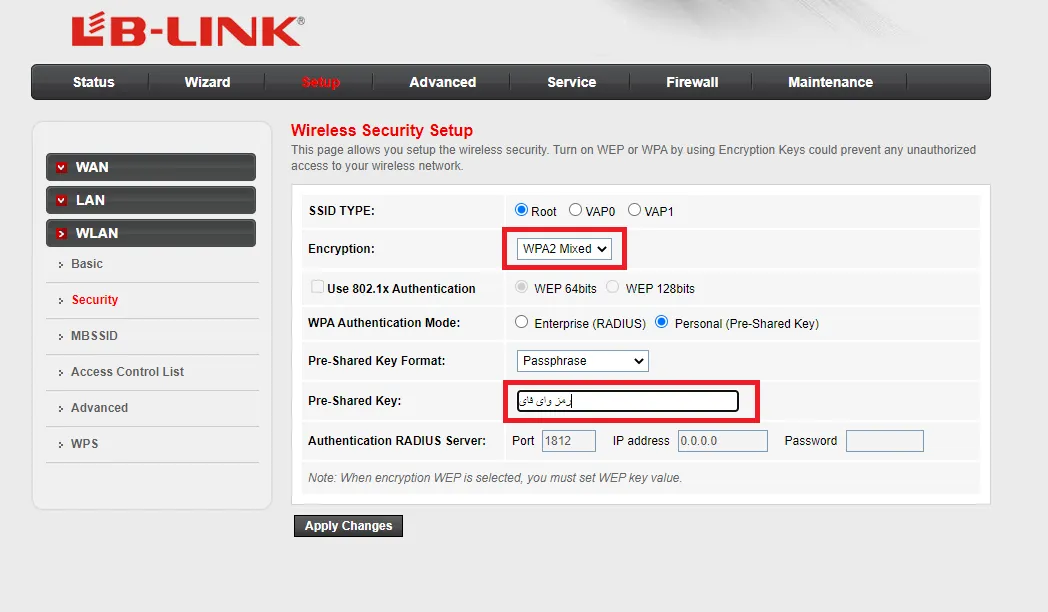 LB-LINK®
Status Wizard Setup Advanced Service Firewall Maintenance
WAN
LAN
WLAN
Basic
Security
MBSSID
Access Control List
Advanced
WPS
Wireless Security Setup
This page allows you setup the wireless security. Turn on WEP or WPA by using Encryption Keys could prevent any unauthorized
access to your wireless network.
SSID TYPE: Root VAP0 VAP1
Encryption: WPA2 Mixed
Use 802.1x Authentication WEP 64bits WEP 128bits
WPA Authentication Mode: Enterprise (RADIUS) Personal (Pre-Shared Key)
Pre-Shared Key Format: Passphrase
Pre-Shared Key: رمز وای فای
Authentication RADIUS Server: Port 1812 IP address 0.0.0.0 Password
Note: When encryption WEP is selected, you must set WEP key value.
Apply Changes